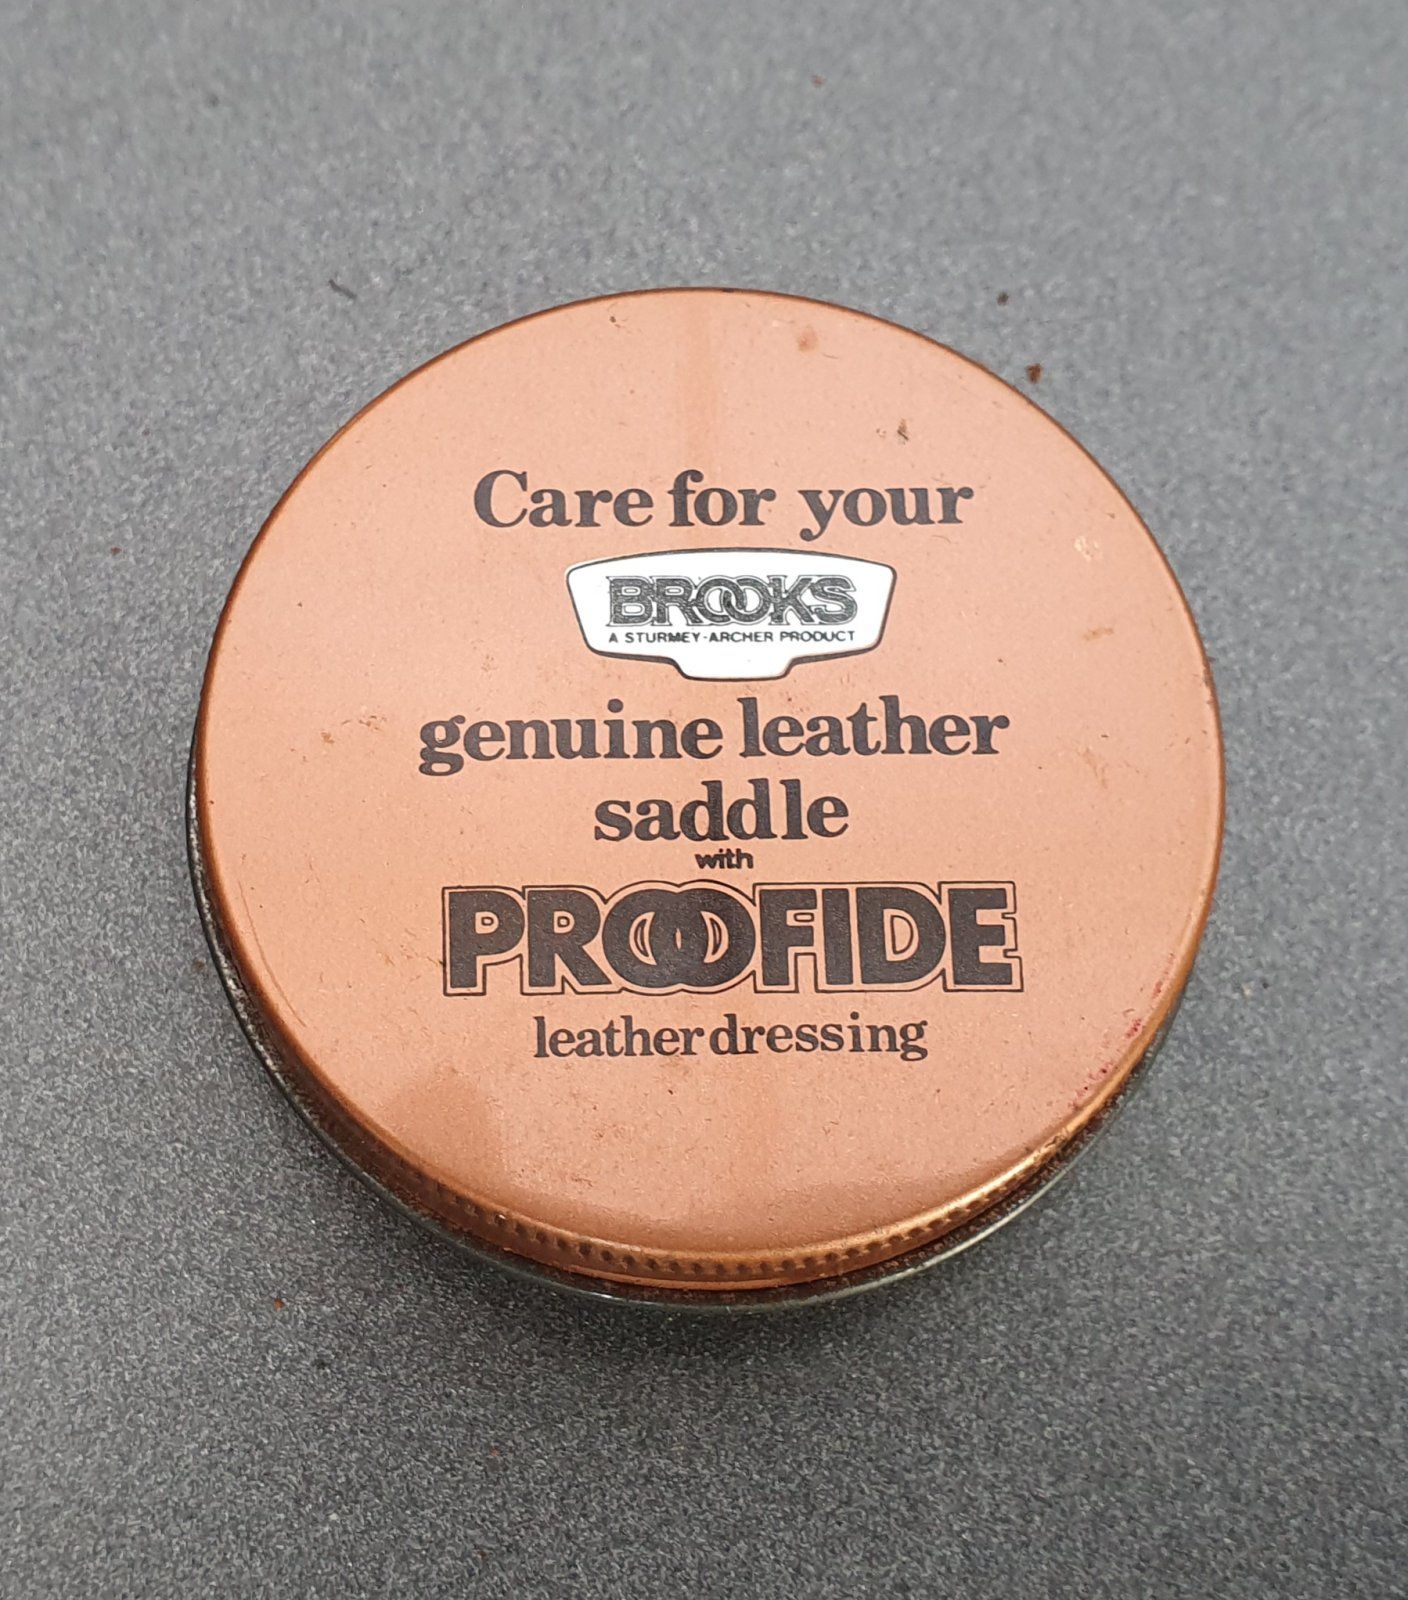 Care for your
BROOKS
A STURMEY-ARCHER PRODUCT
genuine leather
saddle
with
PROOFIDE
leather dressing